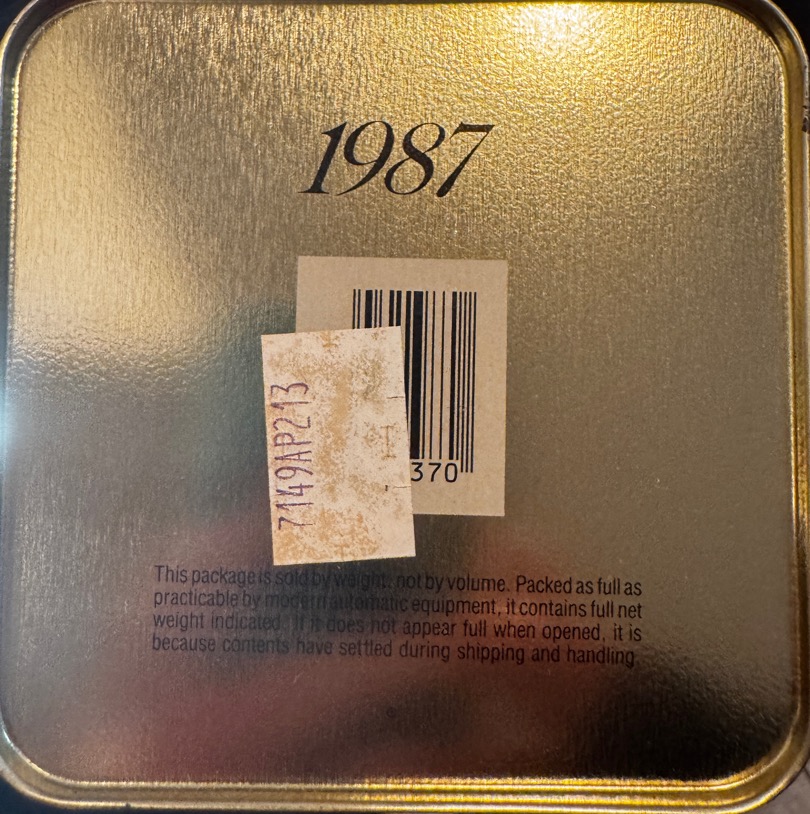 1987
370
7149AP213
This package is sold by weight, not by volume. Packed as full as
practicable by modern automatic equipment, it contains full net
weight indicated. If it does not appear full when opened, it is
because contents have settled during shipping and handling